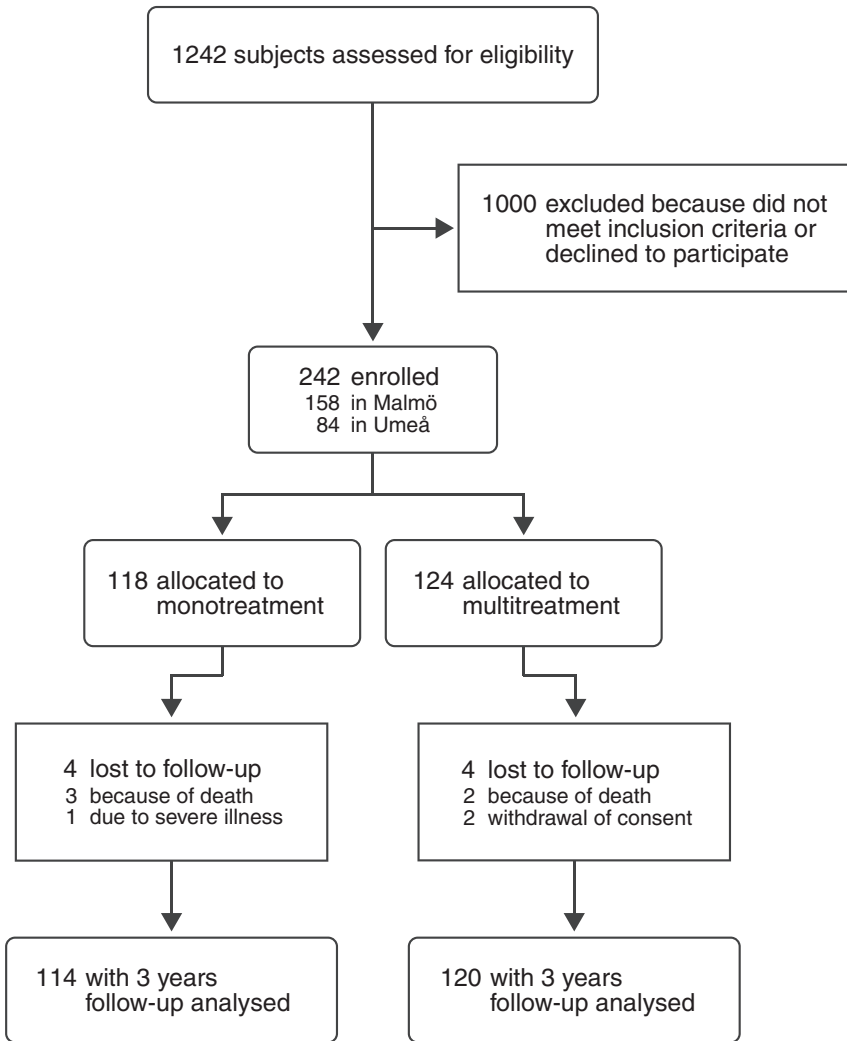 1242 subjects assessed for eligibility
1000 excluded because did not
meet inclusion criteria or
declined to participate
242 enrolled
158 in Malmö
84 in Umeå
118 allocated to
monotreatment
124 allocated to
multitreatment
4 lost to follow-up
3 because of death
1 due to severe illness
4 lost to follow-up
2 because of death
2 withdrawal of consent
114 with 3 years
follow-up analysed
120 with 3 years
follow-up analysed